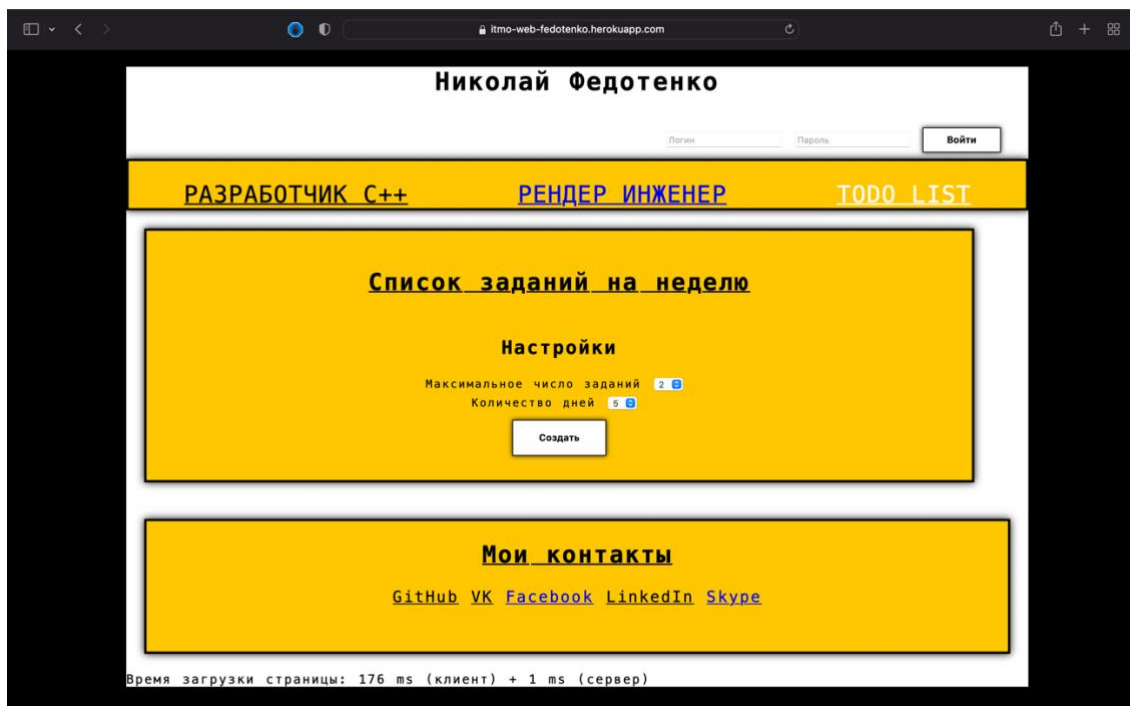 itmo-web-fedotenko.herokuapp.com
Николай Федотенко
Логин Пароль Войти
РАЗРАБОТЧИК C++ РЕНДЕР ИНЖЕНЕР TODO LIST
Список заданий на неделю
Настройки
Максимальное число заданий 2
Количество дней 5
Создать
Мои контакты
GitHub VK Facebook LinkedIn Skype
Время загрузки страницы: 176 ms (клиент) + 1 ms (сервер)